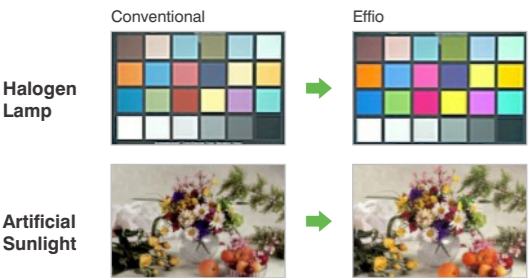 Conventional
Effio
Halogen
Lamp
Artificial
Sunlight